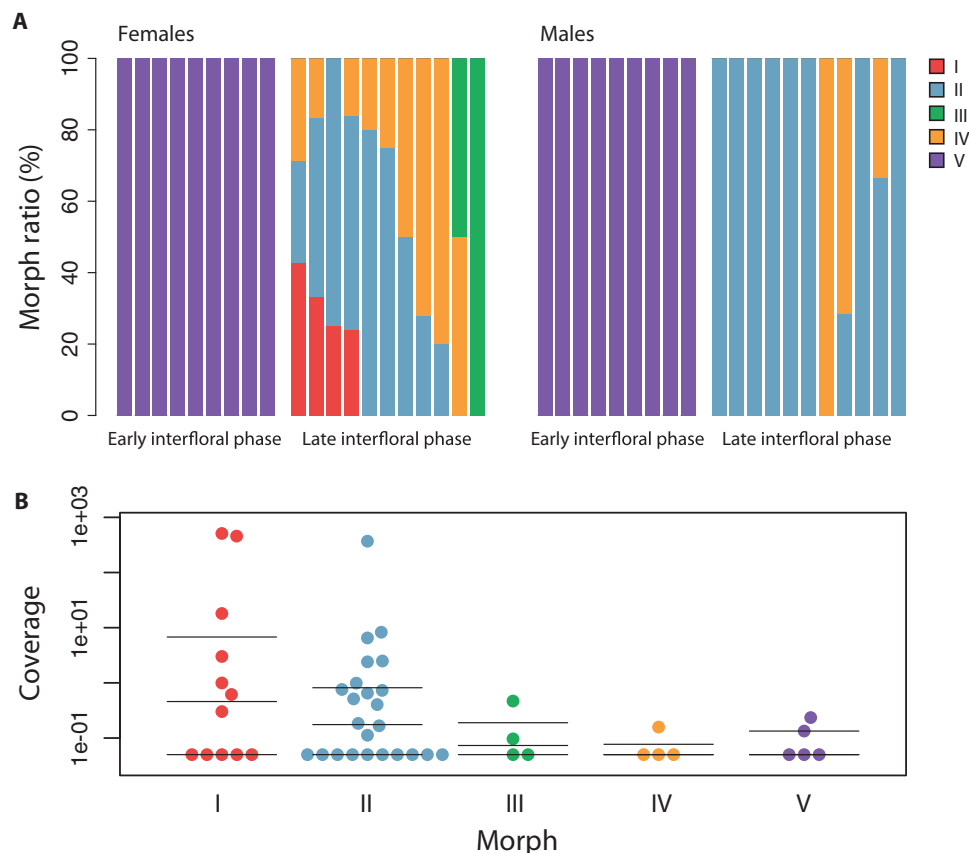 A
Females
Males
I
II
III
IV
V
Morph ratio (%)
100
80
60
40
20
0
Early interfloral phase
Late interfloral phase
Early interfloral phase
Late interfloral phase
B
Coverage
1e+03
1e+01
1e-01
I
II
III
IV
V
Morph